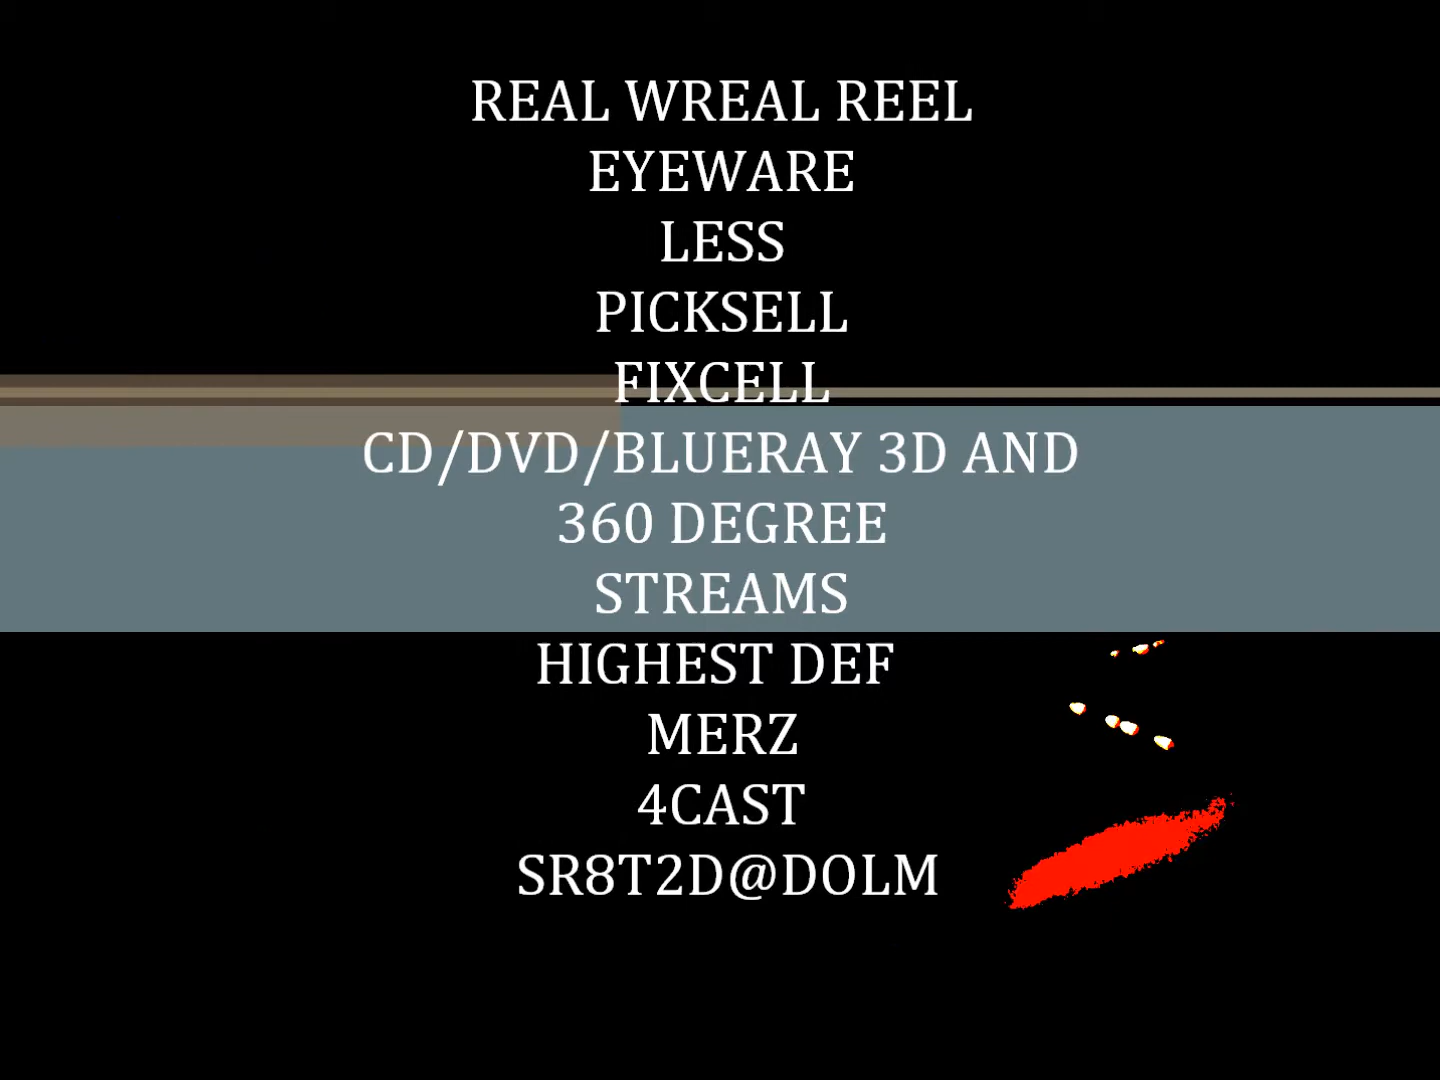 REAL WREAL REEL
EYEWARE
LESS
PICKSELL
FIXCELL
CD/DVD/BLUERAY 3D AND
360 DEGREE
STREAMS
HIGHEST DEF
MERZ
4CAST
SR8T2D@DOLM